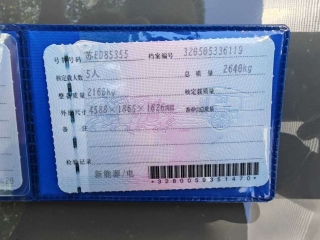 号牌号码 苏ED85355 档案编号 320505336119
核定载人数 5人 总质量 2640kg
整备质量 2160kg 核定载质量
外廓尺寸 4588×1865×1626mm 准牵引总质量
备注
检验记录
新能源/电
*3280059351470*